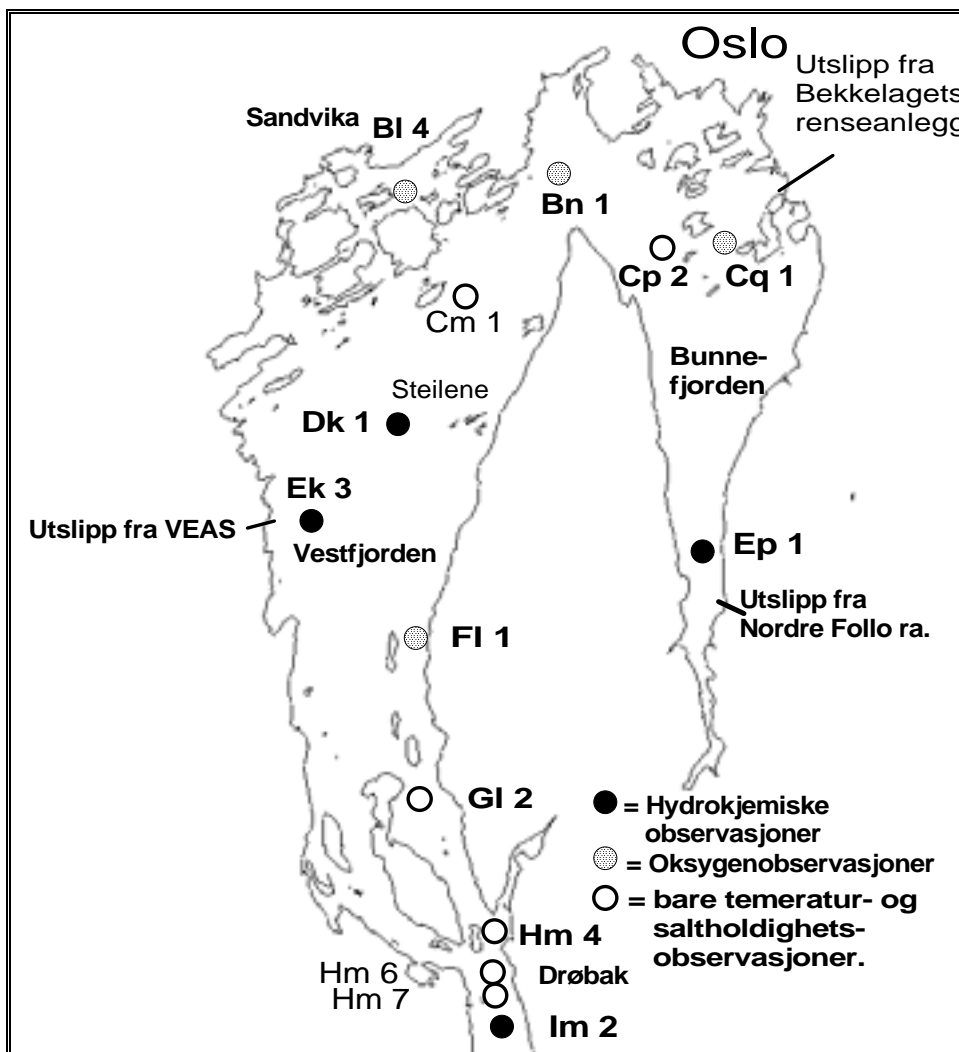 Oslo
Utslipp fra
Bekkelagets
renseanlegg
Sandvika
Bl 4
Bn 1
Cp 2
Cq 1
Cm 1
Bunne-
fjorden
Steilene
Dk 1
Ek 3
Utslipp fra VEAS
Vestfjorden
Ep 1
Utslipp fra
Nordre Follo ra.
Fl 1
Gl 2
= Hydrokjemiske
observasjoner
= Oksygenobservasjoner
= bare temeratur- og
saltholdighets-
observasjoner.
Hm 4
Hm 6
Drøbak
Hm 7
Im 2